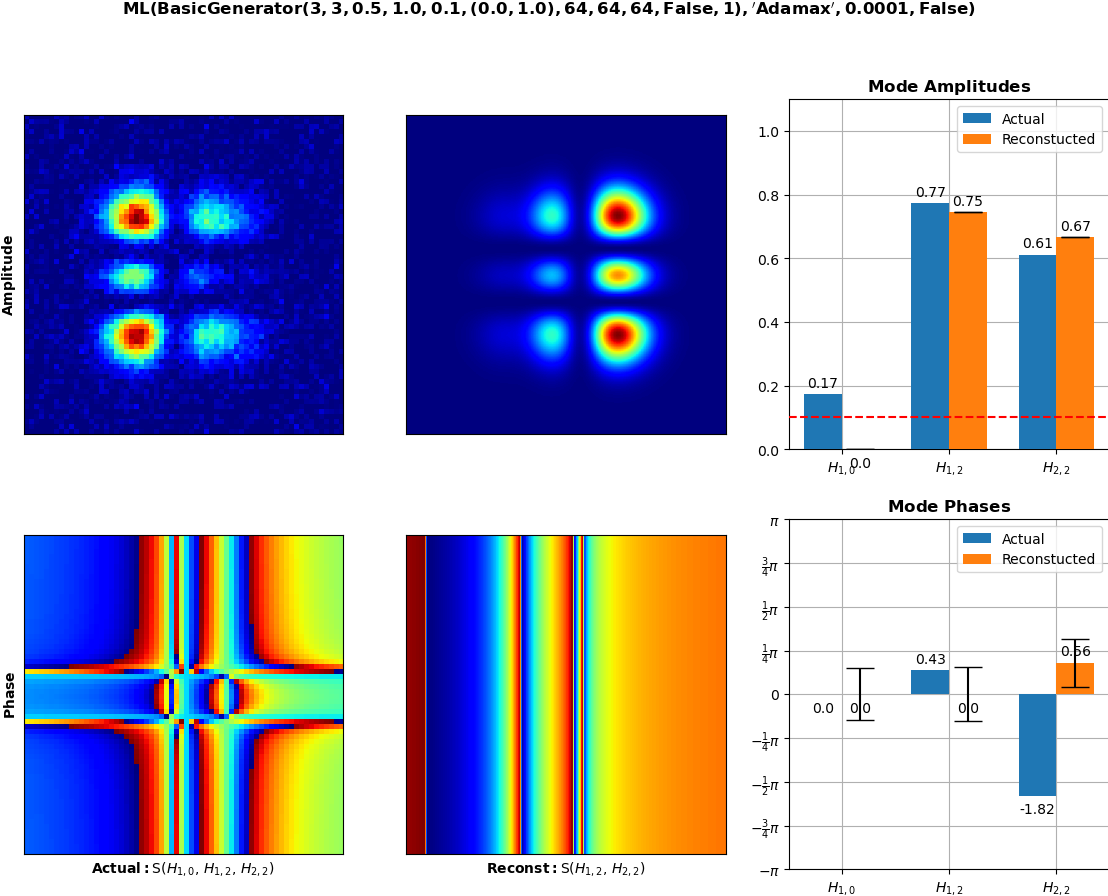 ML(BasicGenerator(3, 3, 0.5, 1.0, 0.1, (0.0, 1.0), 64, 64, 64, False, 1), ′Adamax′, 0.0001, False)
Amplitude
Mode Amplitudes
Actual
Reconstucted
1.0
0.8
0.6
0.4
0.2
0.0
0.17
0.0
0.77
0.75
0.61
0.67
H1,0
H1,2
H2,2
Phase
Actual: S(H1,0, H1,2, H2,2)
Reconst: S(H1,2, H2,2)
Mode Phases
Actual
Reconstucted
π
3/4π
1/2π
1/4π
0
−1/4π
−1/2π
−3/4π
−π
0.0
0.0
0.43
0.0
-1.82
0.56
H1,0
H1,2
H2,2